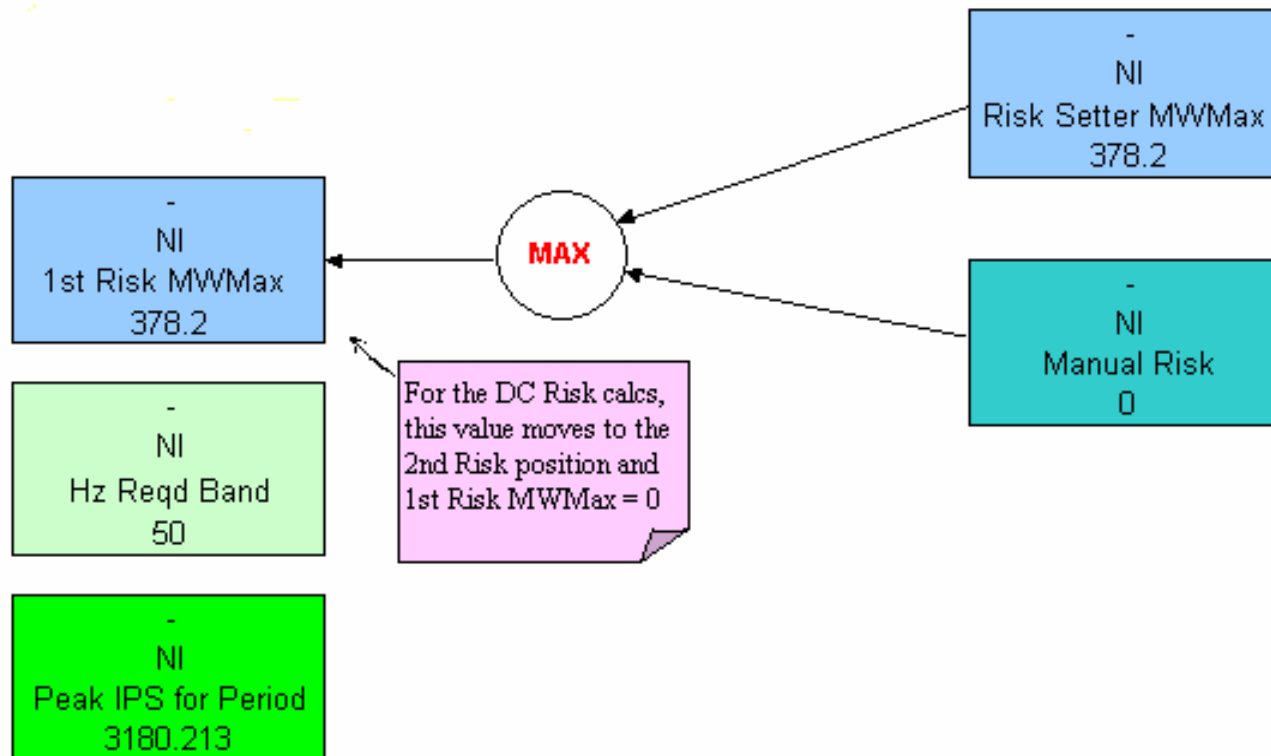 -
NI
Risk Setter MWMax
378.2
-
NI
1st Risk MWMax
378.2
MAX
-
NI
Manual Risk
0
For the DC Risk calcs,
this value moves to the
2nd Risk position and
1st Risk MWMax = 0
-
NI
Hz Reqd Band
50
-
NI
Peak IPS for Period
3180.213